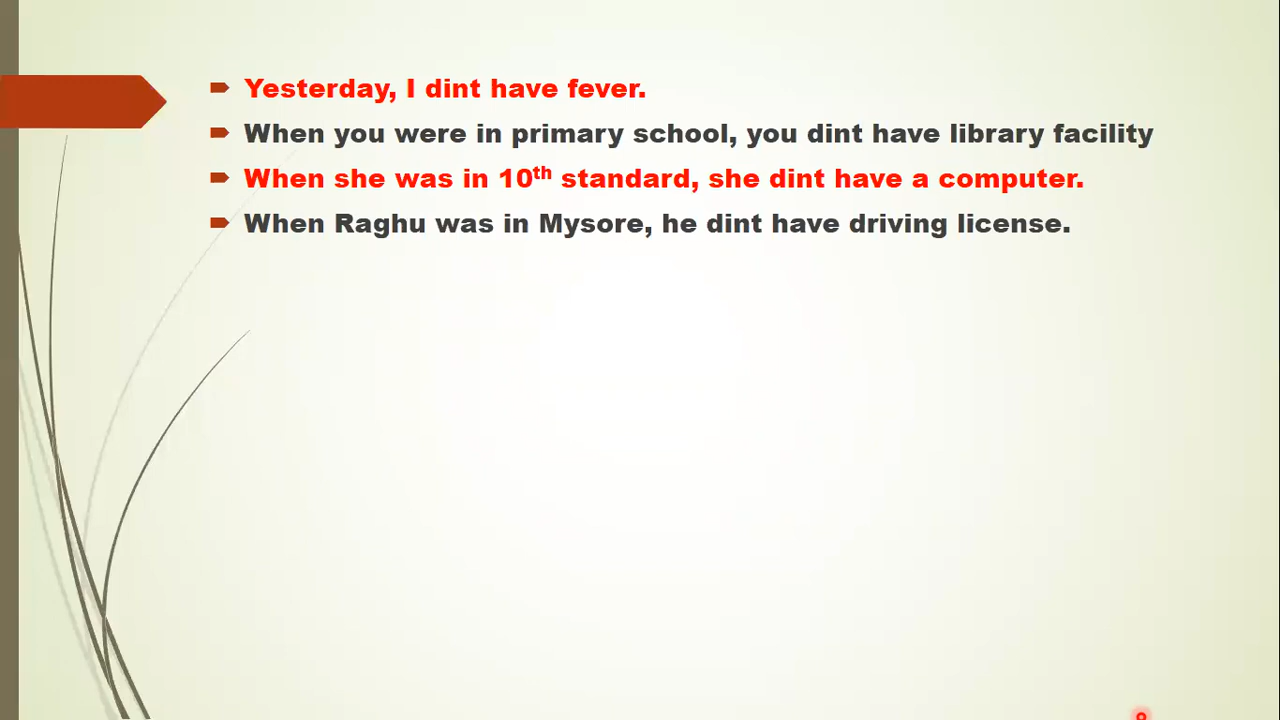 Yesterday, I dint have fever.
When you were in primary school, you dint have library facility
When she was in 10th standard, she dint have a computer.
When Raghu was in Mysore, he dint have driving license.